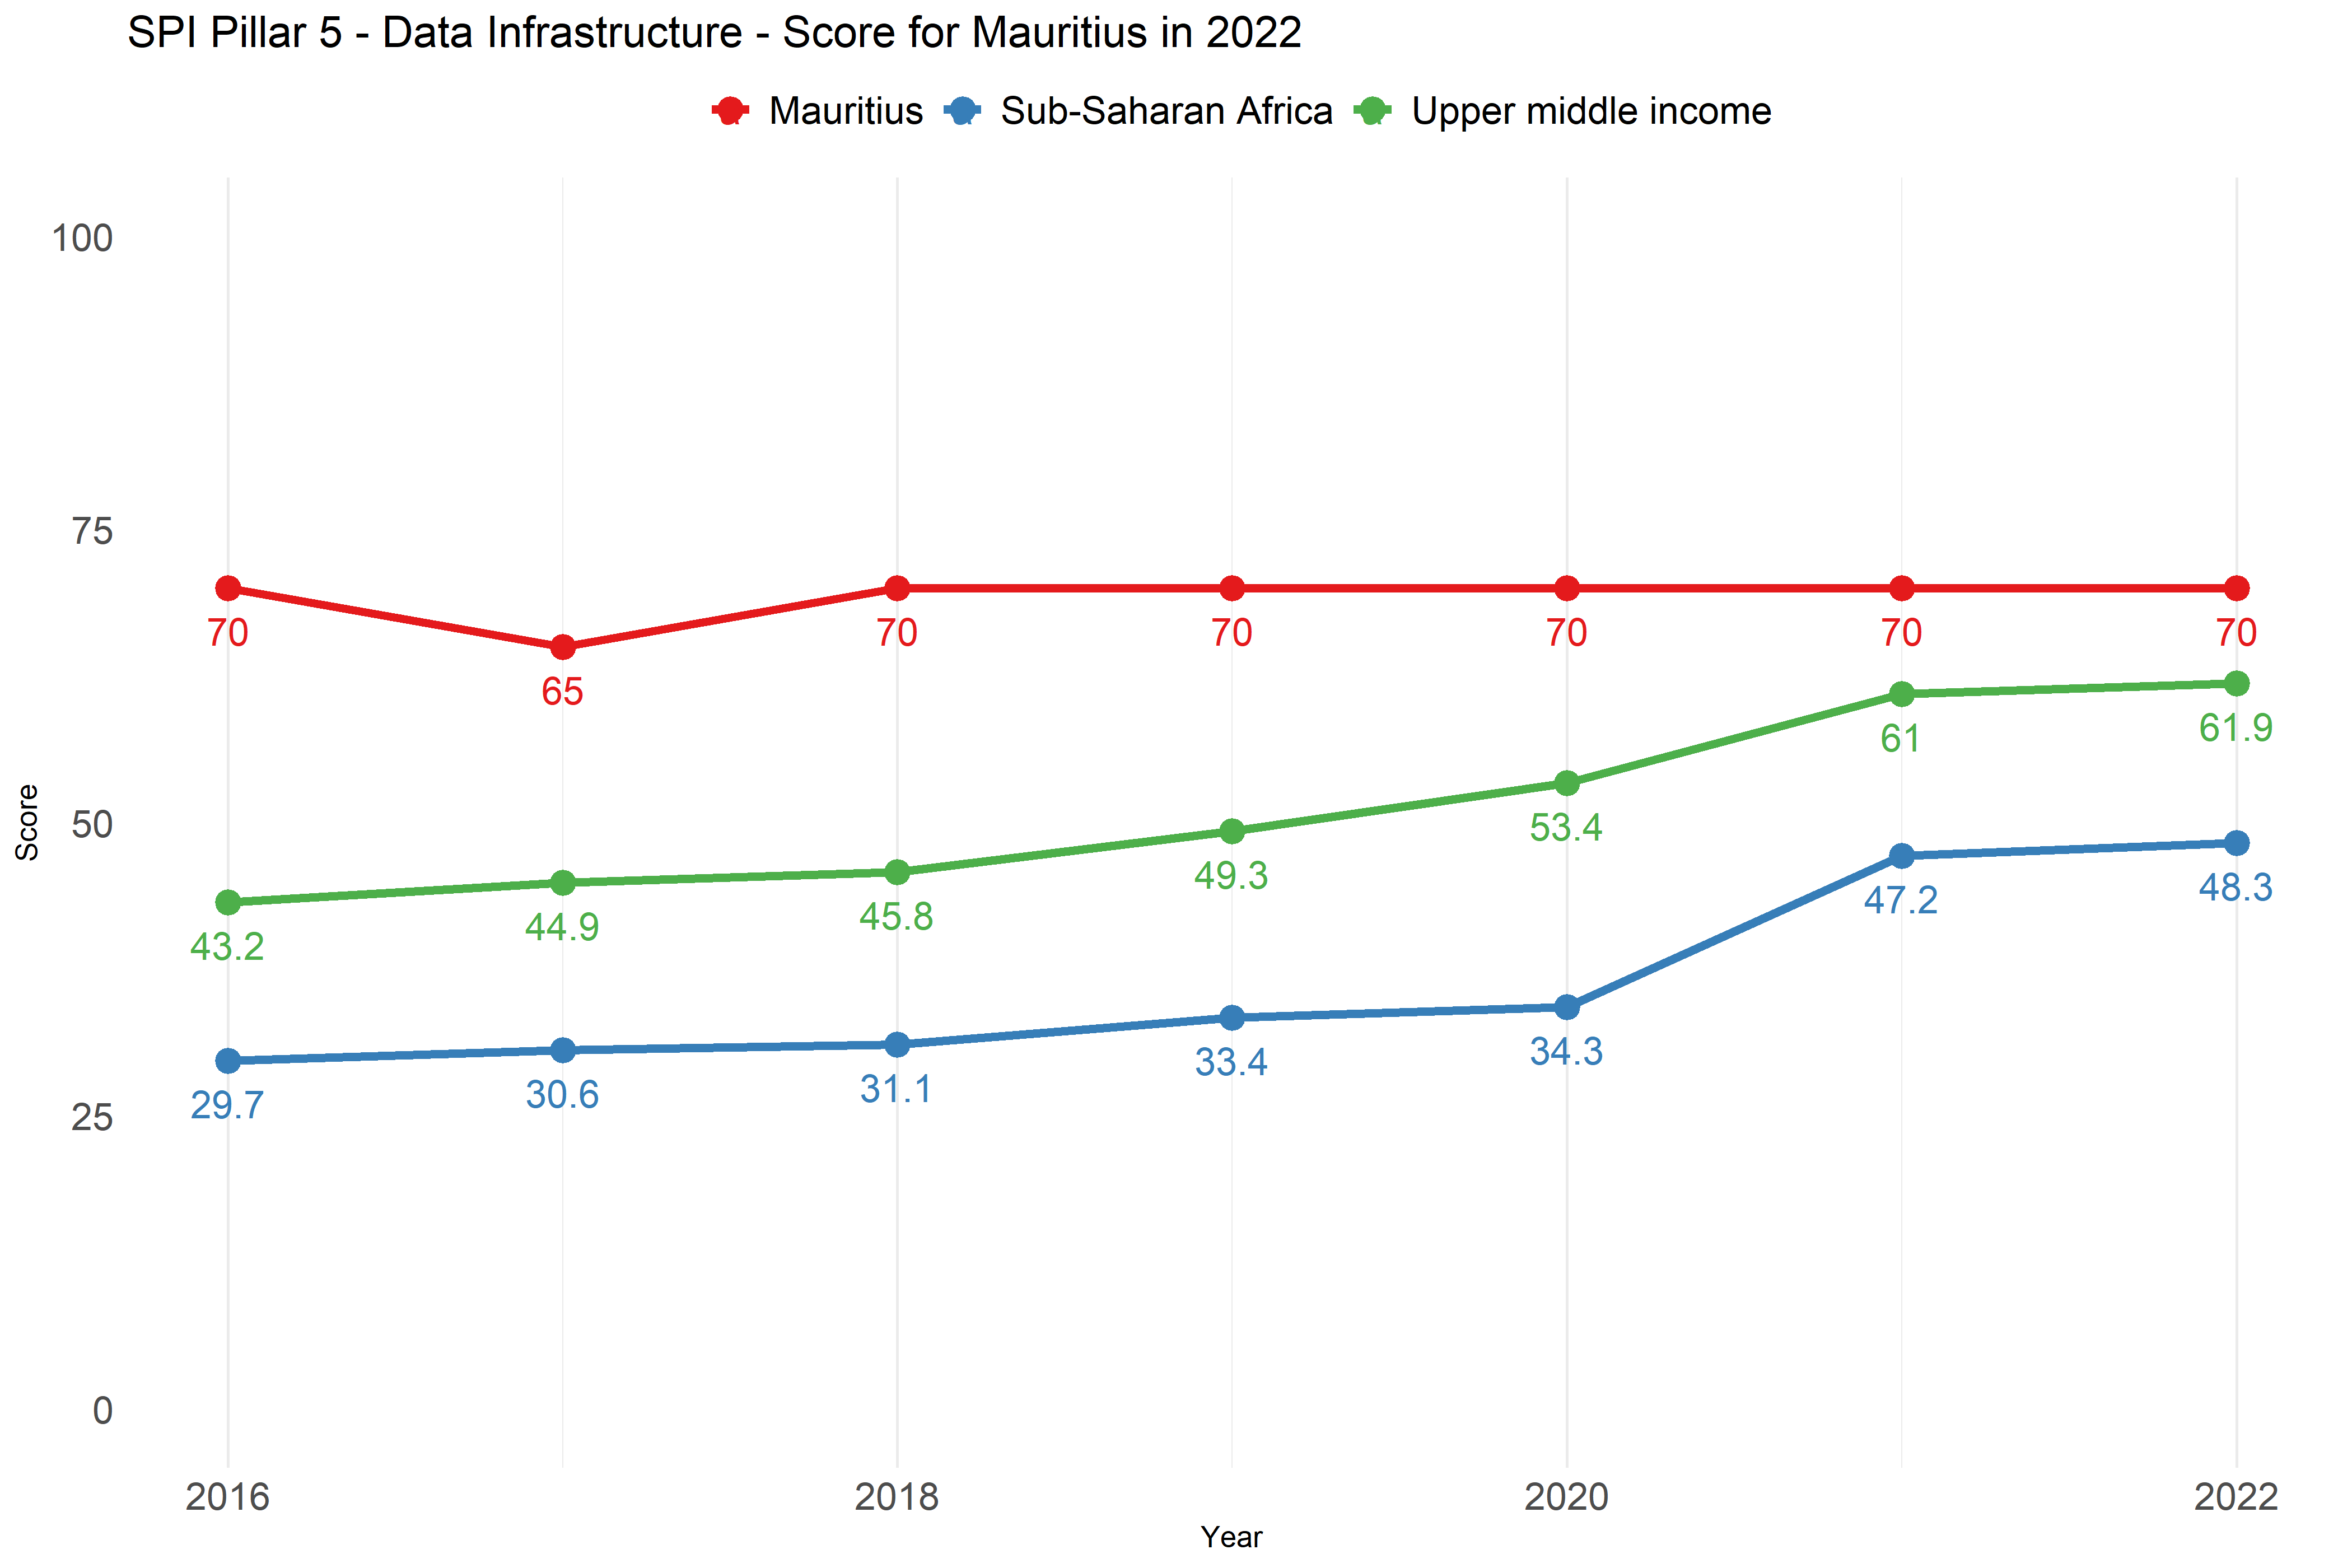 SPI Pillar 5 - Data Infrastructure - Score for Mauritius in 2022
Mauritius Sub-Saharan Africa Upper middle income
100
75
50
25
0
Score
70 65 70 70 70 70 70
43.2 44.9 45.8 49.3 53.4 61 61.9
29.7 30.6 31.1 33.4 34.3 47.2 48.3
2016 2018 2020 2022
Year